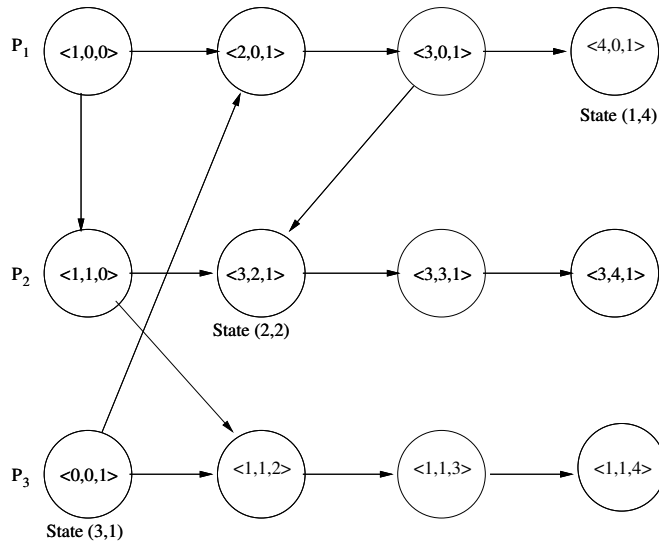 P1 <1,0,0> <2,0,1> <3,0,1> <4,0,1>
State (1,4)
P2 <1,1,0> <3,2,1> <3,3,1> <3,4,1>
State (2,2)
P3 <0,0,1> <1,1,2> <1,1,3> <1,1,4>
State (3,1)